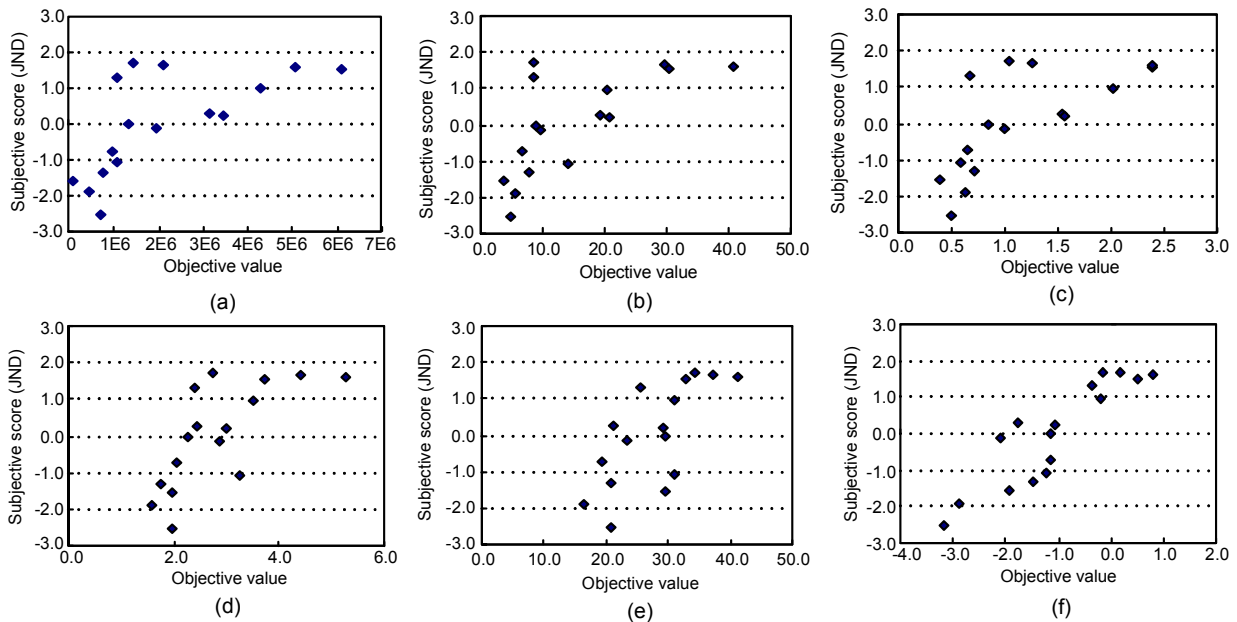 Subjective score (JND)
3.0
2.0
1.0
0.0
-1.0
-2.0
-3.0
0 1E6 2E6 3E6 4E6 5E6 6E6 7E6
Objective value
(a)
Subjective score (JND)
3.0
2.0
1.0
0.0
-1.0
-2.0
-3.0
0.0 10.0 20.0 30.0 40.0 50.0
Objective value
(b)
Subjective score (JND)
3.0
2.0
1.0
0.0
-1.0
-2.0
-3.0
0.0 0.5 1.0 1.5 2.0 2.5 3.0
Objective value
(c)
Subjective score (JND)
3.0
2.0
1.0
0.0
-1.0
-2.0
-3.0
0.0 2.0 4.0 6.0
Objective value
(d)
Subjective score (JND)
3.0
2.0
1.0
0.0
-1.0
-2.0
-3.0
0.0 10.0 20.0 30.0 40.0 50.0
Objective value
(e)
Subjective score (JND)
3.0
2.0
1.0
0.0
-1.0
-2.0
-3.0
-4.0 -3.0 -2.0 -1.0 0.0 1.0 2.0
Objective value
(f)